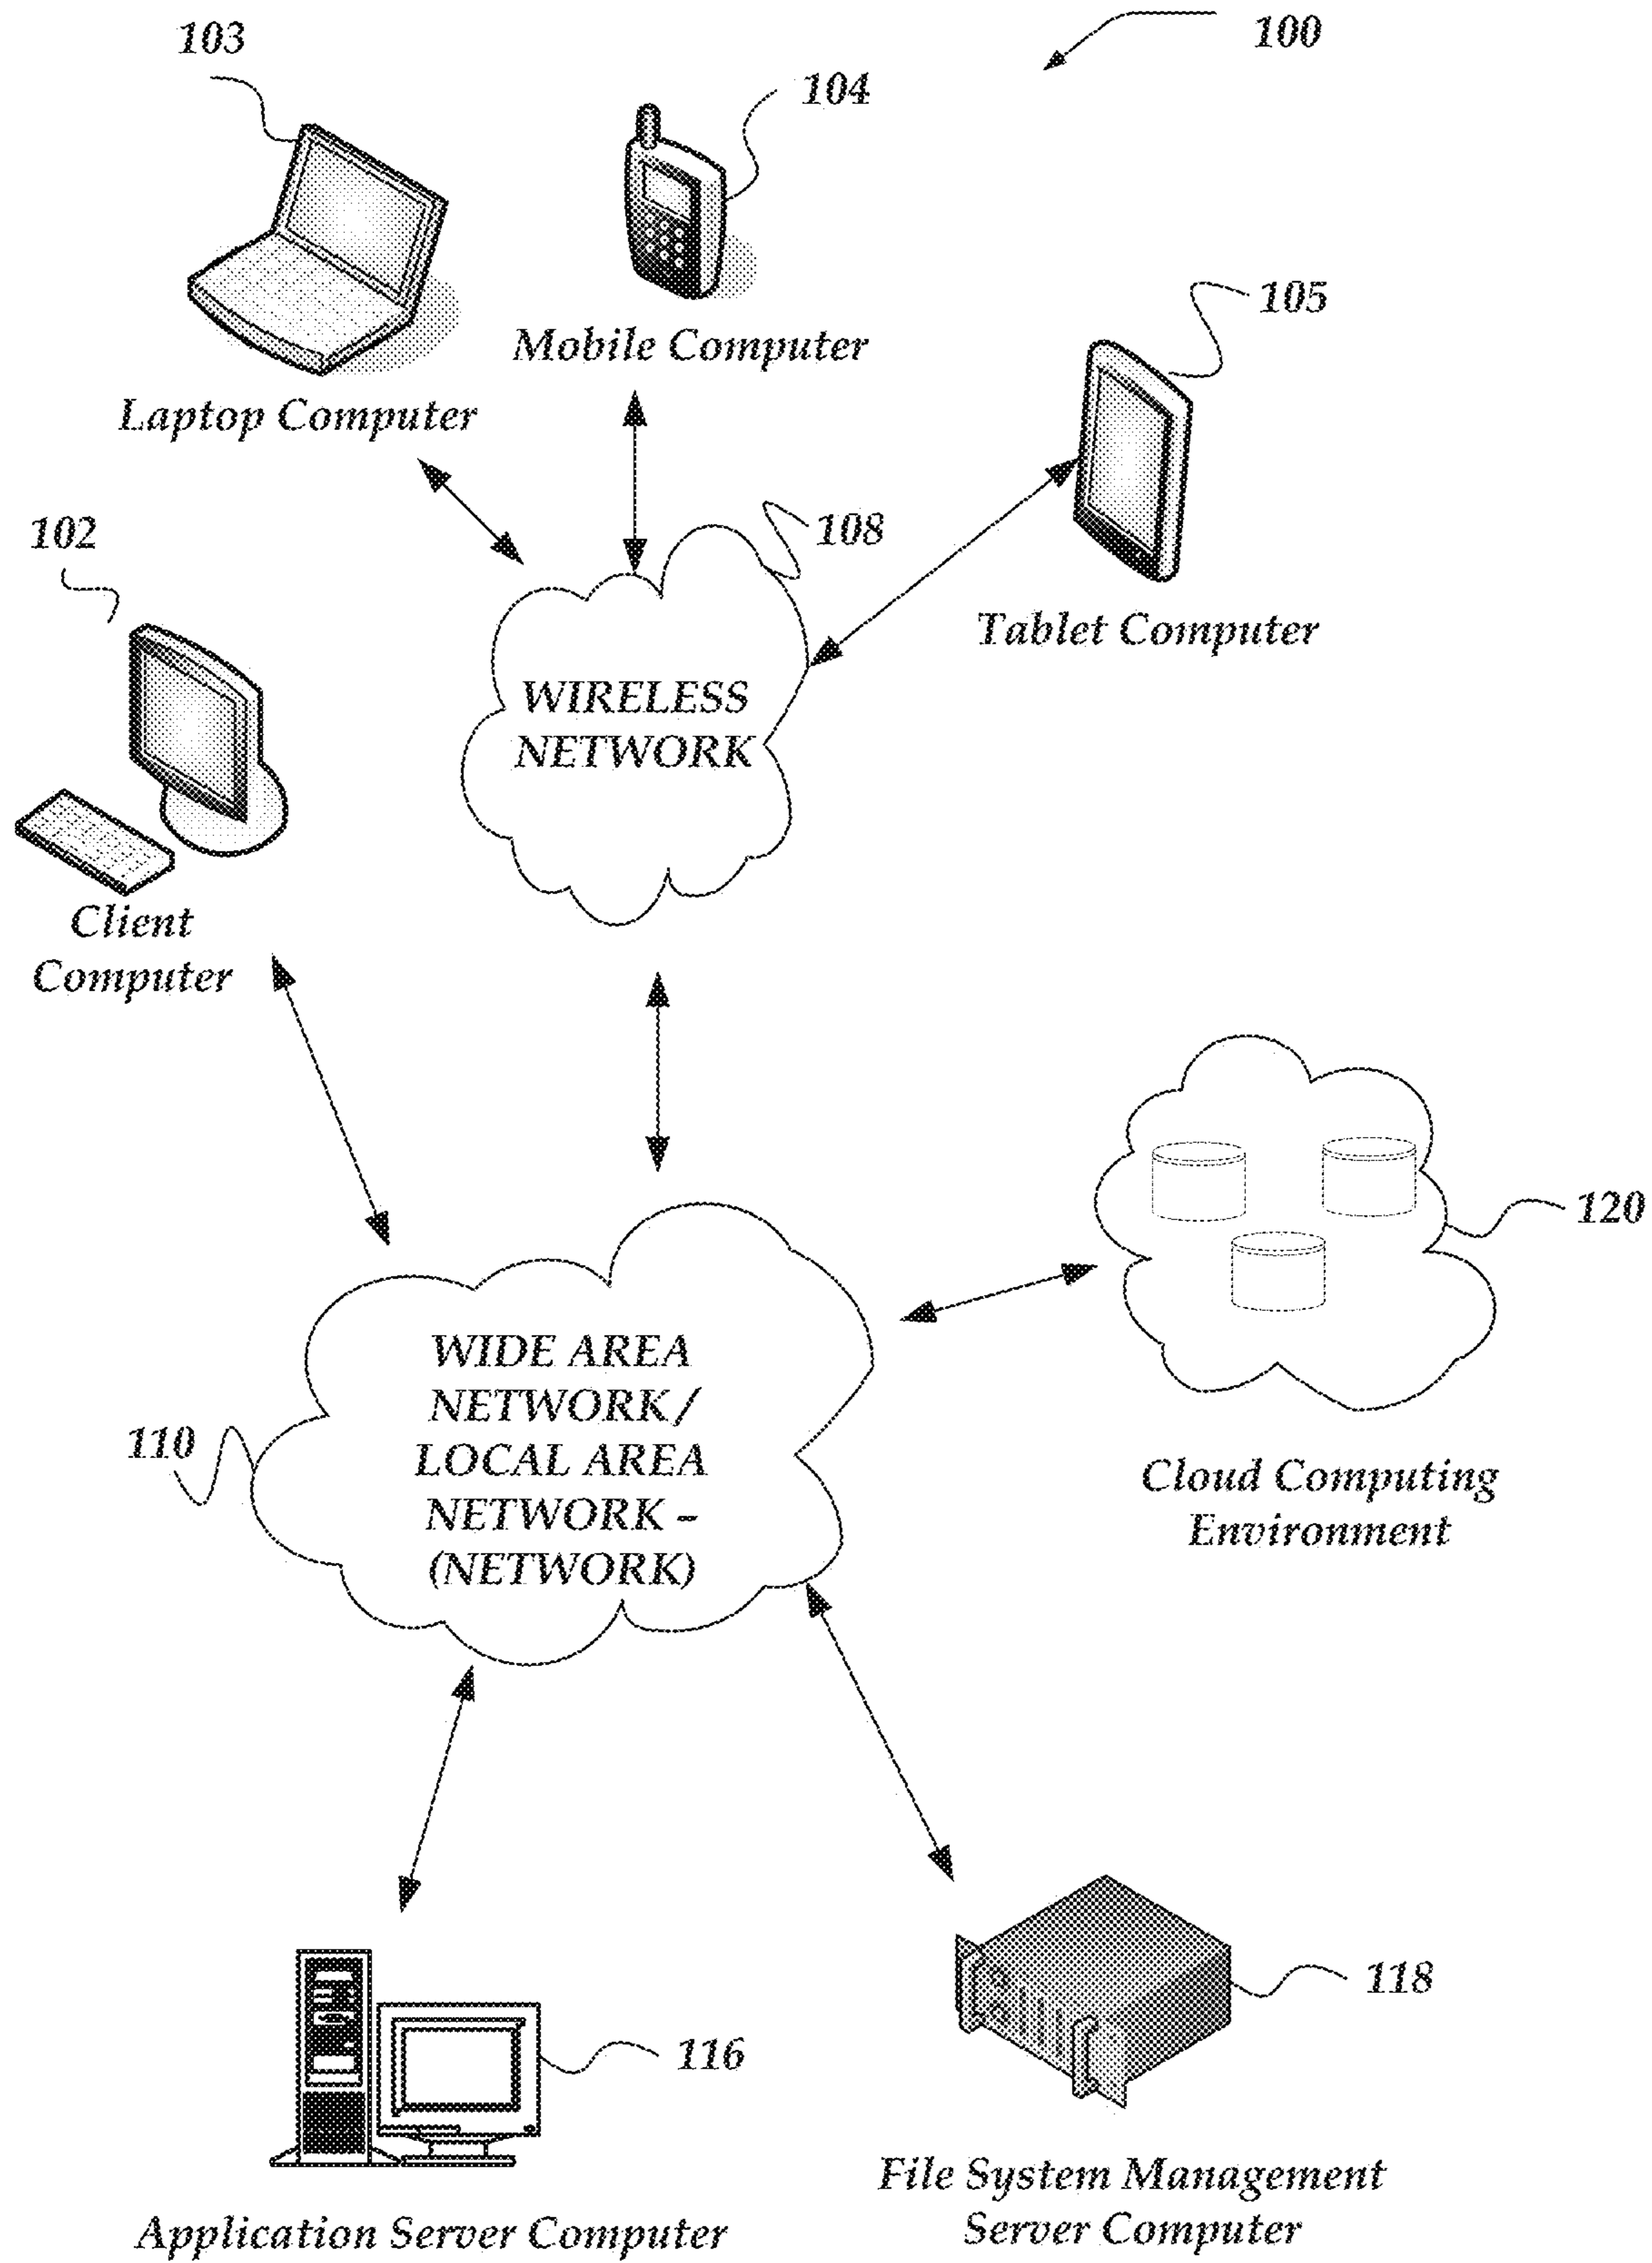 103
100
104
105
Mobile Computer
Laptop Computer
108
102
Tablet Computer
WIRELESS
NETWORK
Client
Computer
120
WIDE AREA
NETWORK /
LOCAL AREA
NETWORK –
(NETWORK)
110
Cloud Computing
Environment
118
116
File System Management
Server Computer
Application Server Computer